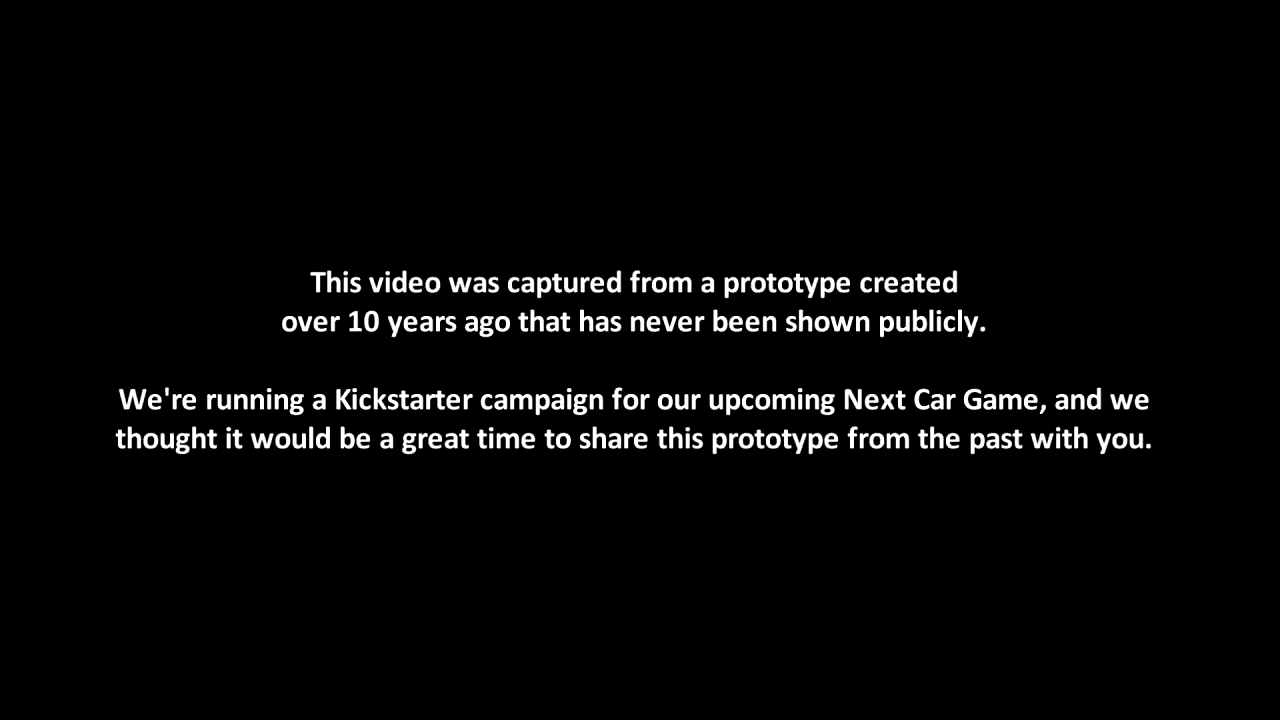 This video was captured from a prototype created
over 10 years ago that has never been shown publicly.
We're running a Kickstarter campaign for our upcoming Next Car Game, and we
thought it would be a great time to share this prototype from the past with you.